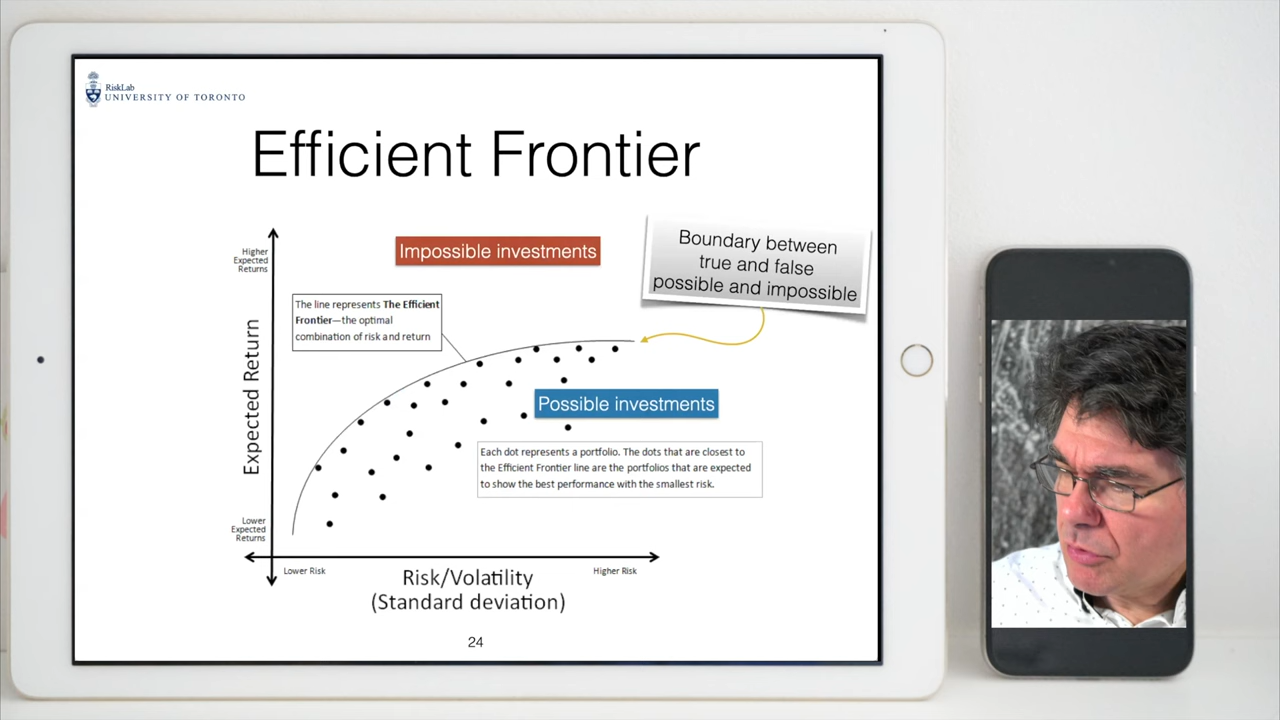 RiskLab
UNIVERSITY OF TORONTO
Efficient Frontier
Impossible investments
Boundary between
true and false
possible and impossible
Higher
Expected
Returns
The line represents The Efficient
Frontier—the optimal
combination of risk and return
Expected Return
Possible investments
Each dot represents a portfolio. The dots that are closest to
the Efficient Frontier line are the portfolios that are expected
to show the best performance with the smallest risk.
Lower
Expected
Returns
Lower Risk
Risk/Volatility
(Standard deviation)
Higher Risk
24